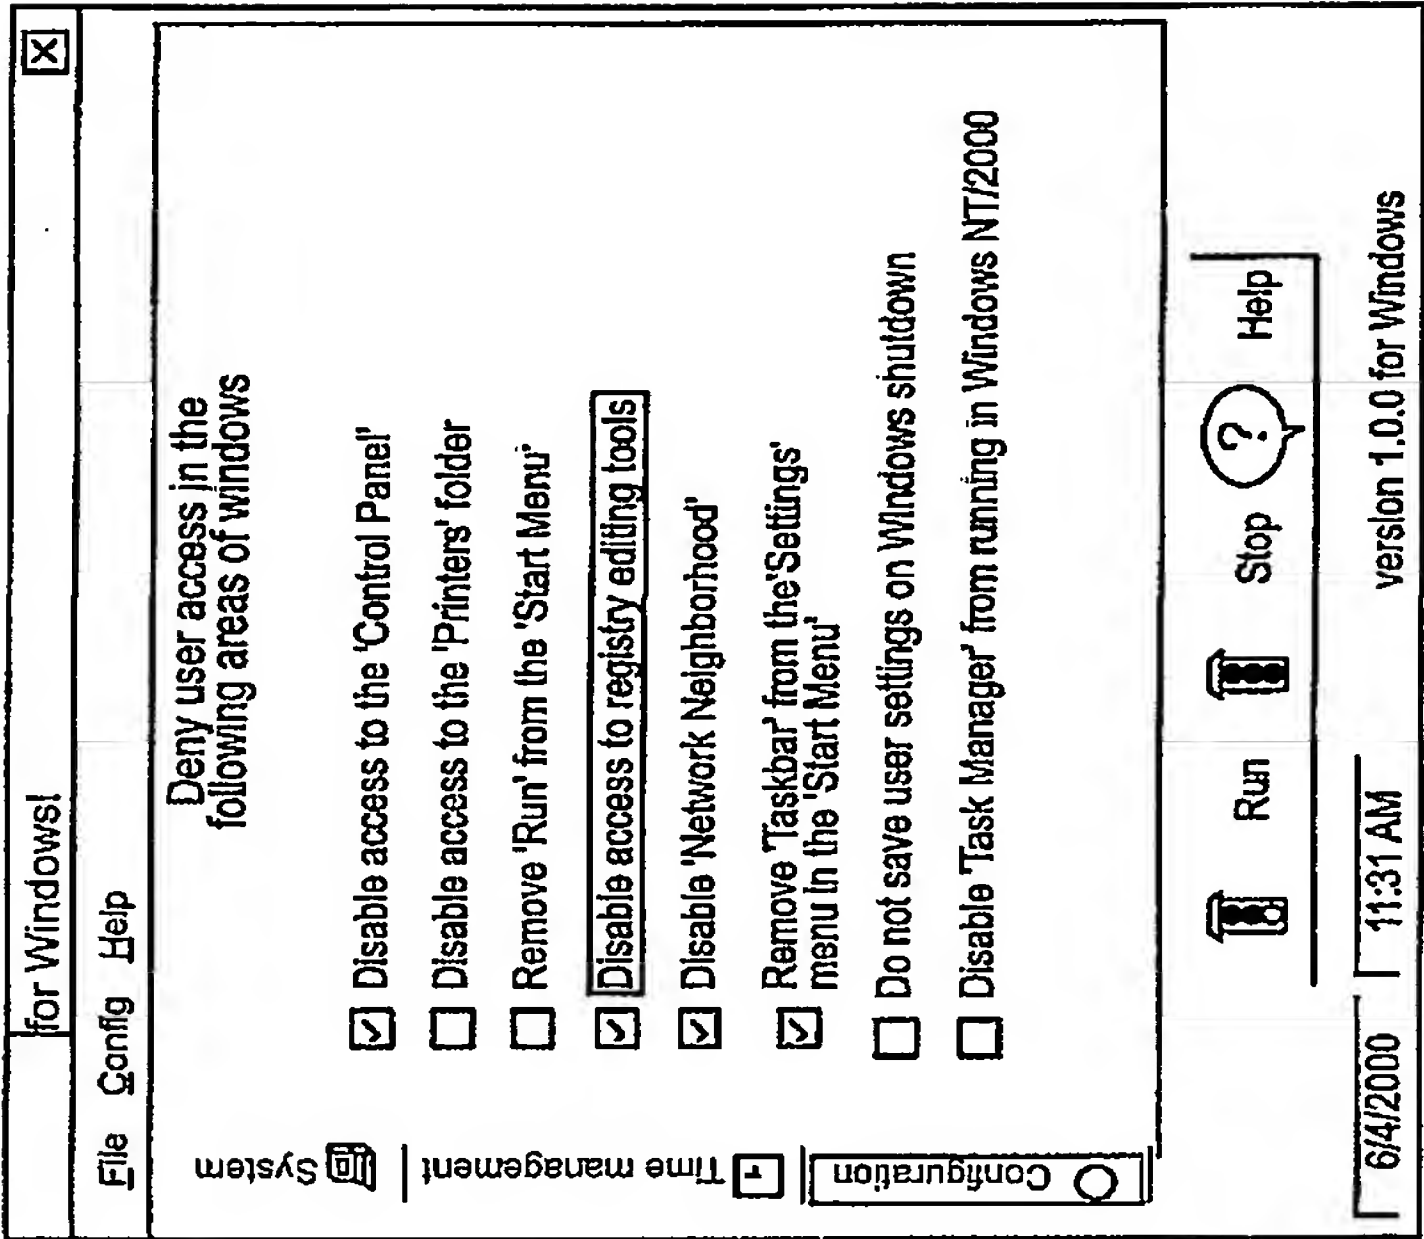 for Windows!
File Config Help
System
Time management
Configuration
Deny user access in the
following areas of windows
Disable access to the 'Control Panel'
Disable access to the 'Printers' folder
Remove 'Run' from the 'Start Menu'
Disable access to registry editing tools
Disable 'Network Neighborhood'
Remove 'Taskbar' from the 'Settings'
menu in the 'Start Menu'
Do not save user settings on Windows shutdown
Disable 'Task Manager' from running in Windows NT/2000
Run Stop ? Help
6/4/2000 11:31 AM version 1.0.0 for Windows